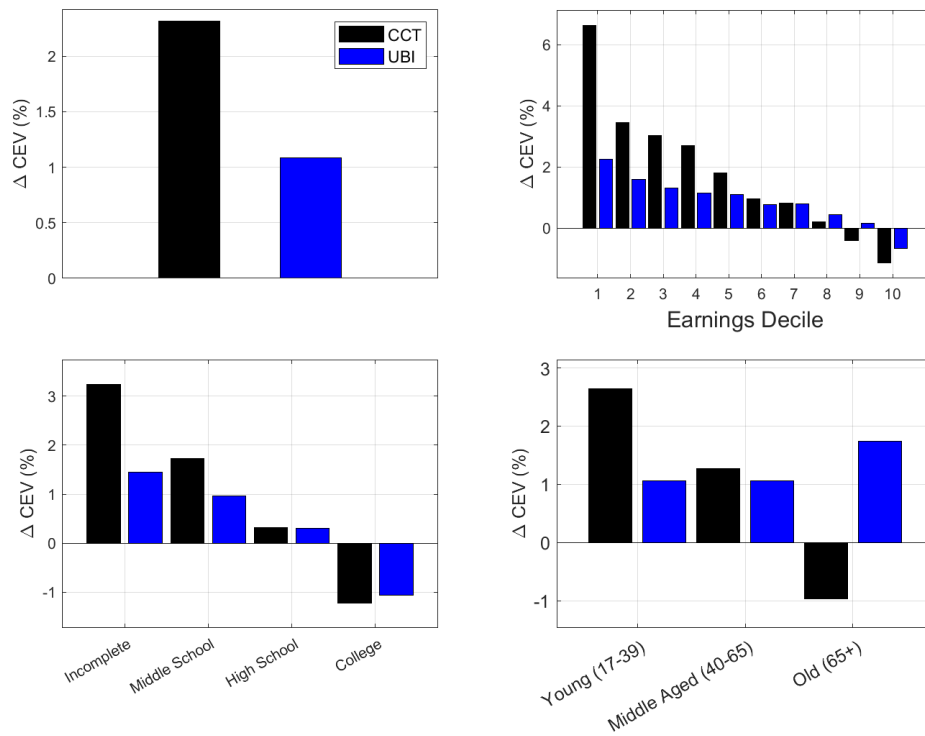 CCT
UBI
Δ CEV (%)
2
1.5
1
0.5
0
Δ CEV (%)
6
4
2
0
1 2 3 4 5 6 7 8 9 10
Earnings Decile
Δ CEV (%)
3
2
1
0
-1
Incomplete
Middle School
High School
College
Δ CEV (%)
3
2
1
0
-1
Young (17-39)
Middle Aged (40-65)
Old (65+)